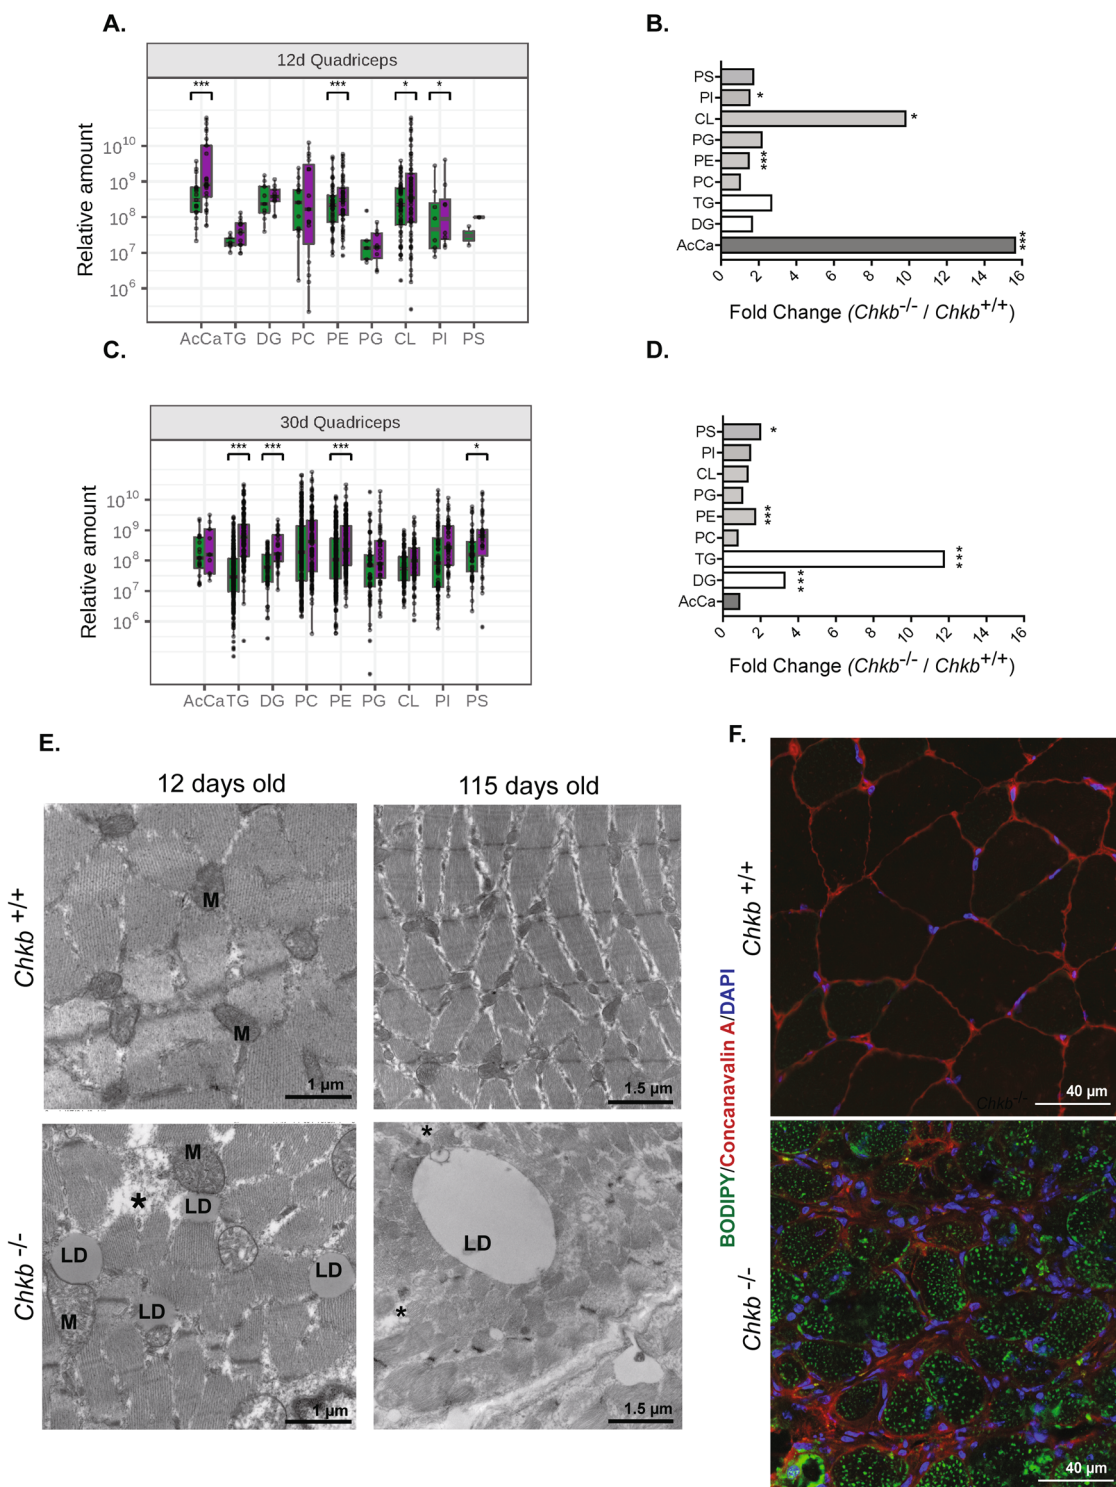 A.
12d Quadriceps
*** *** * *
Relative amount
10^10
10^9
10^8
10^7
10^6
AcCa TG DG PC PE PG CL PI PS
B.
PS
PI *
CL *
PG
PE ***
PC
TG
DG
AcCa ***
0 2 4 6 8 10 12 14 16
Fold Change (Chkb-/- / Chkb+/+)
C.
30d Quadriceps
*** *** *** *
Relative amount
10^10
10^9
10^8
10^7
10^6
AcCa TG DG PC PE PG CL PI PS
D.
PS *
PI
CL
PG
PE ***
PC
TG ***
DG ***
AcCa
0 2 4 6 8 10 12 14 16
Fold Change (Chkb-/- / Chkb+/+)
E.
12 days old
115 days old
Chkb +/+
M
M
1 µm
1.5 µm
Chkb -/-
M
*
LD
LD
LD
LD
M
1 µm
*
LD
*
1.5 µm
F.
BODIPY/Concanavalin A/DAPI
Chkb +/+
Chkb-/-
40 µm
Chkb -/-
40 µm